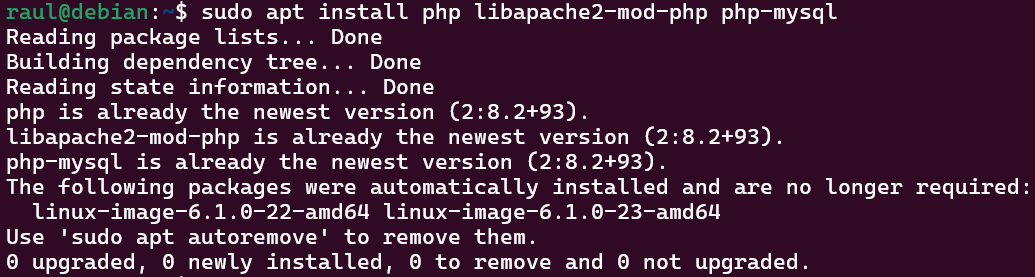 raul@debian:~$ sudo apt install php libapache2-mod-php php-mysql
Reading package lists... Done
Building dependency tree... Done
Reading state information... Done
php is already the newest version (2:8.2+93).
libapache2-mod-php is already the newest version (2:8.2+93).
php-mysql is already the newest version (2:8.2+93).
The following packages were automatically installed and are no longer required:
  linux-image-6.1.0-22-amd64 linux-image-6.1.0-23-amd64
Use 'sudo apt autoremove' to remove them.
0 upgraded, 0 newly installed, 0 to remove and 0 not upgraded.